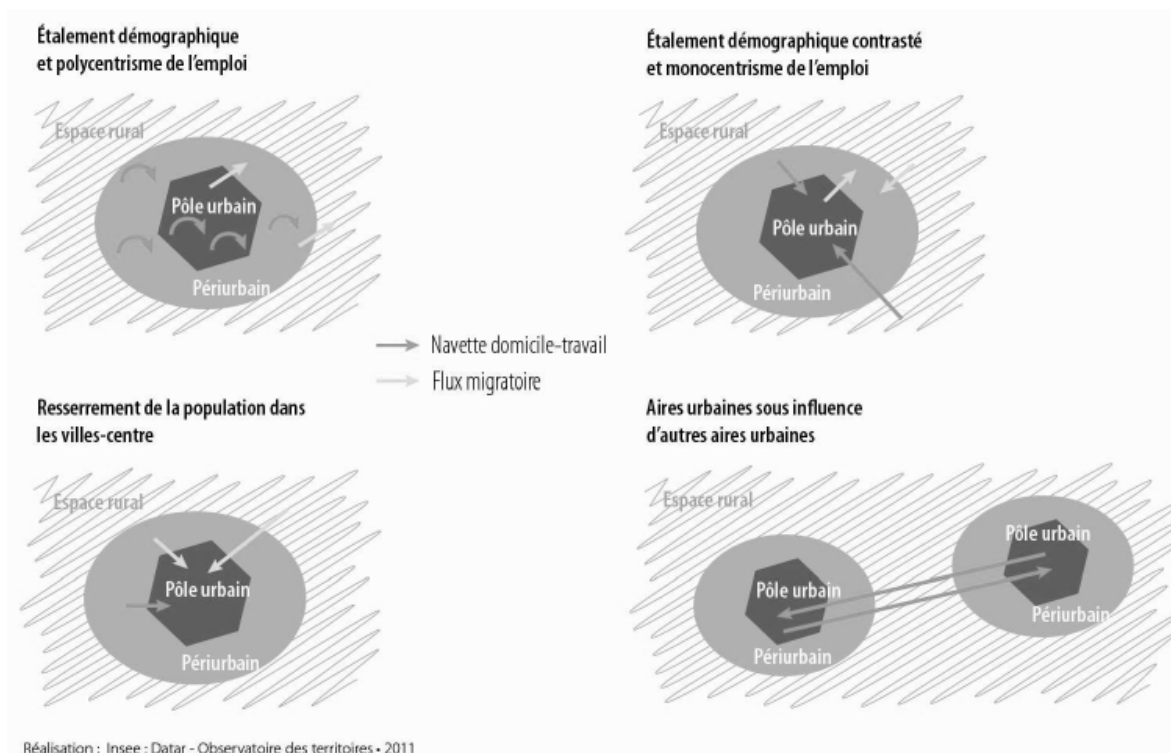 Étalement démographique
et polycentrisme de l'emploi
Espace rural
Pôle urbain
Périurbain
Étalement démographique contrasté
et monocentrisme de l'emploi
Espace rural
Pôle urbain
Périurbain
Navette domicile-travail
Flux migratoire
Resserrement de la population dans
les villes-centre
Espace rural
Pôle urbain
Périurbain
Aires urbaines sous influence
d'autres aires urbaines
Espace rural
Pôle urbain
Périurbain
Pôle urbain
Périurbain
Réalisation : Insee ; Datar - Observatoire des territoires • 2011